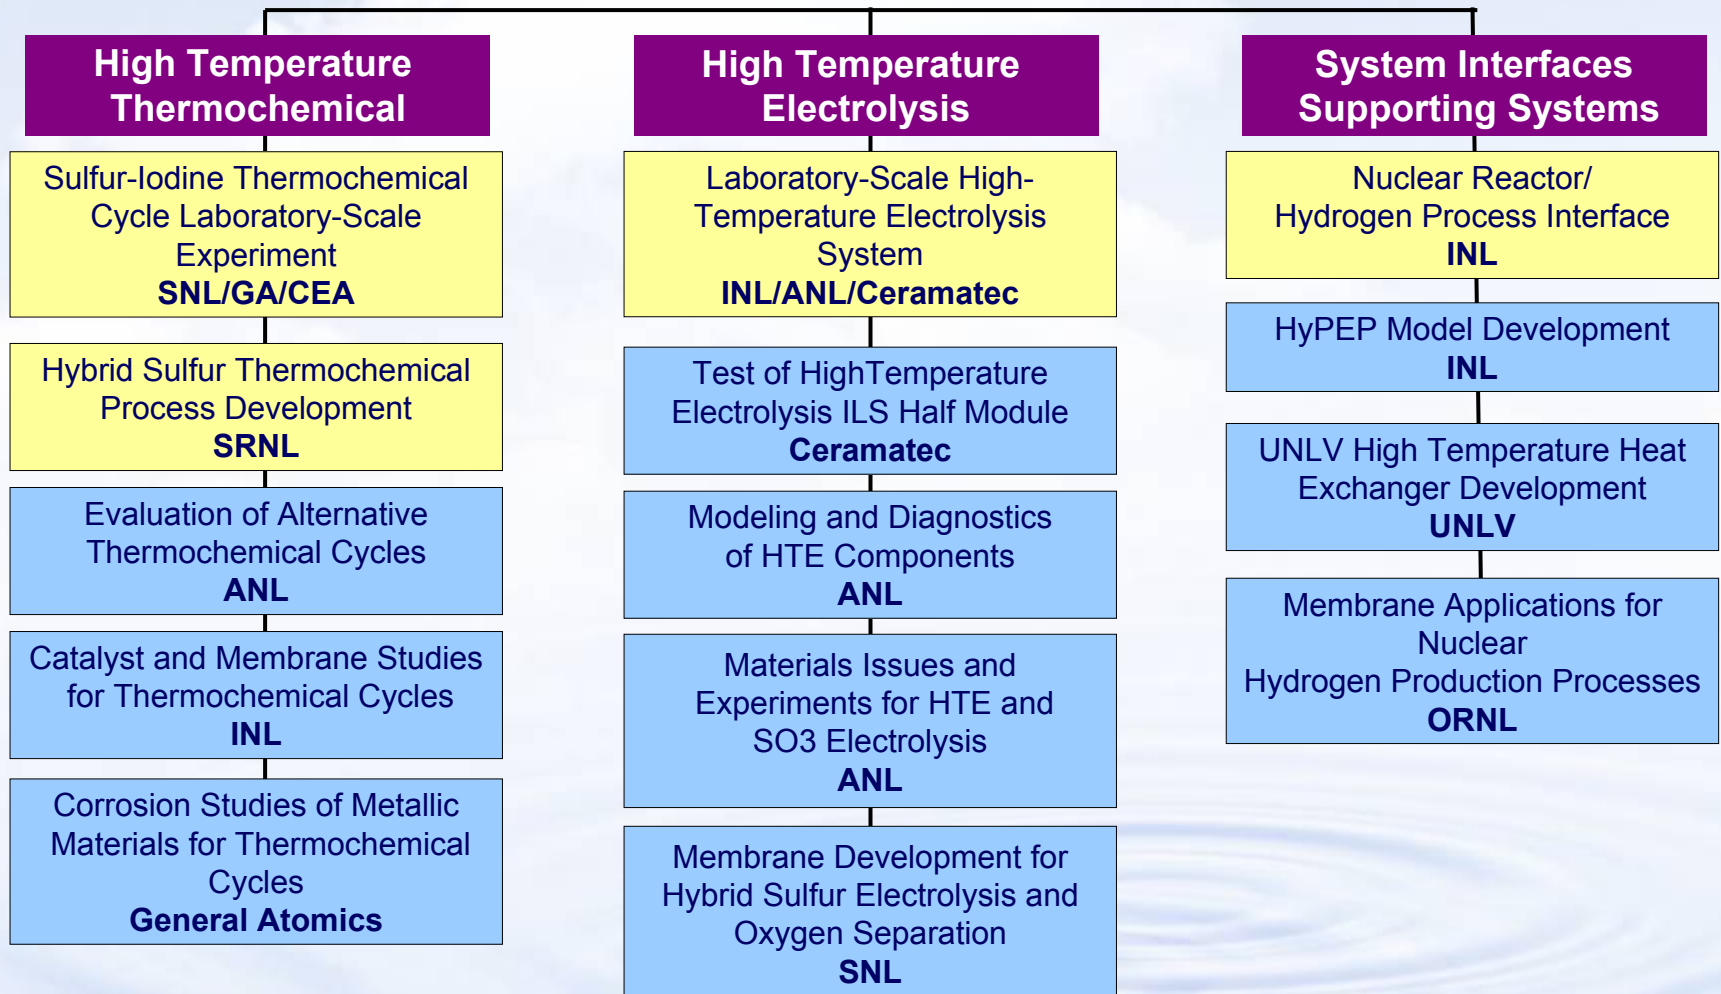 High Temperature
Thermochemical
Sulfur-Iodine Thermochemical
Cycle Laboratory-Scale
Experiment
SNL/GA/CEA
Hybrid Sulfur Thermochemical
Process Development
SRNL
Evaluation of Alternative
Thermochemical Cycles
ANL
Catalyst and Membrane Studies
for Thermochemical Cycles
INL
Corrosion Studies of Metallic
Materials for Thermochemical
Cycles
General Atomics
High Temperature
Electrolysis
Laboratory-Scale High-
Temperature Electrolysis
System
INL/ANL/Ceramatec
Test of HighTemperature
Electrolysis ILS Half Module
Ceramatec
Modeling and Diagnostics
of HTE Components
ANL
Materials Issues and
Experiments for HTE and
SO3 Electrolysis
ANL
Membrane Development for
Hybrid Sulfur Electrolysis and
Oxygen Separation
SNL
System Interfaces
Supporting Systems
Nuclear Reactor/
Hydrogen Process Interface
INL
HyPEP Model Development
INL
UNLV High Temperature Heat
Exchanger Development
UNLV
Membrane Applications for
Nuclear
Hydrogen Production Processes
ORNL